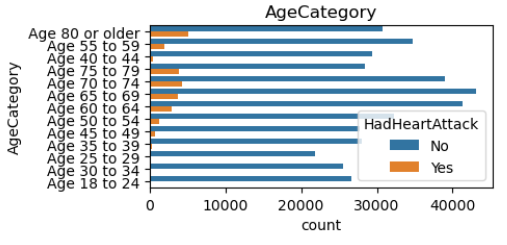 AgeCategory
Age 80 or older
Age 55 to 59
Age 40 to 44
Age 75 to 79
Age 70 to 74
Age 65 to 69
Age 60 to 64
Age 50 to 54
Age 45 to 49
Age 35 to 39
Age 25 to 29
Age 30 to 34
Age 18 to 24
AgeCategory
HadHeartAttack
No
Yes
0 10000 20000 30000 40000
count